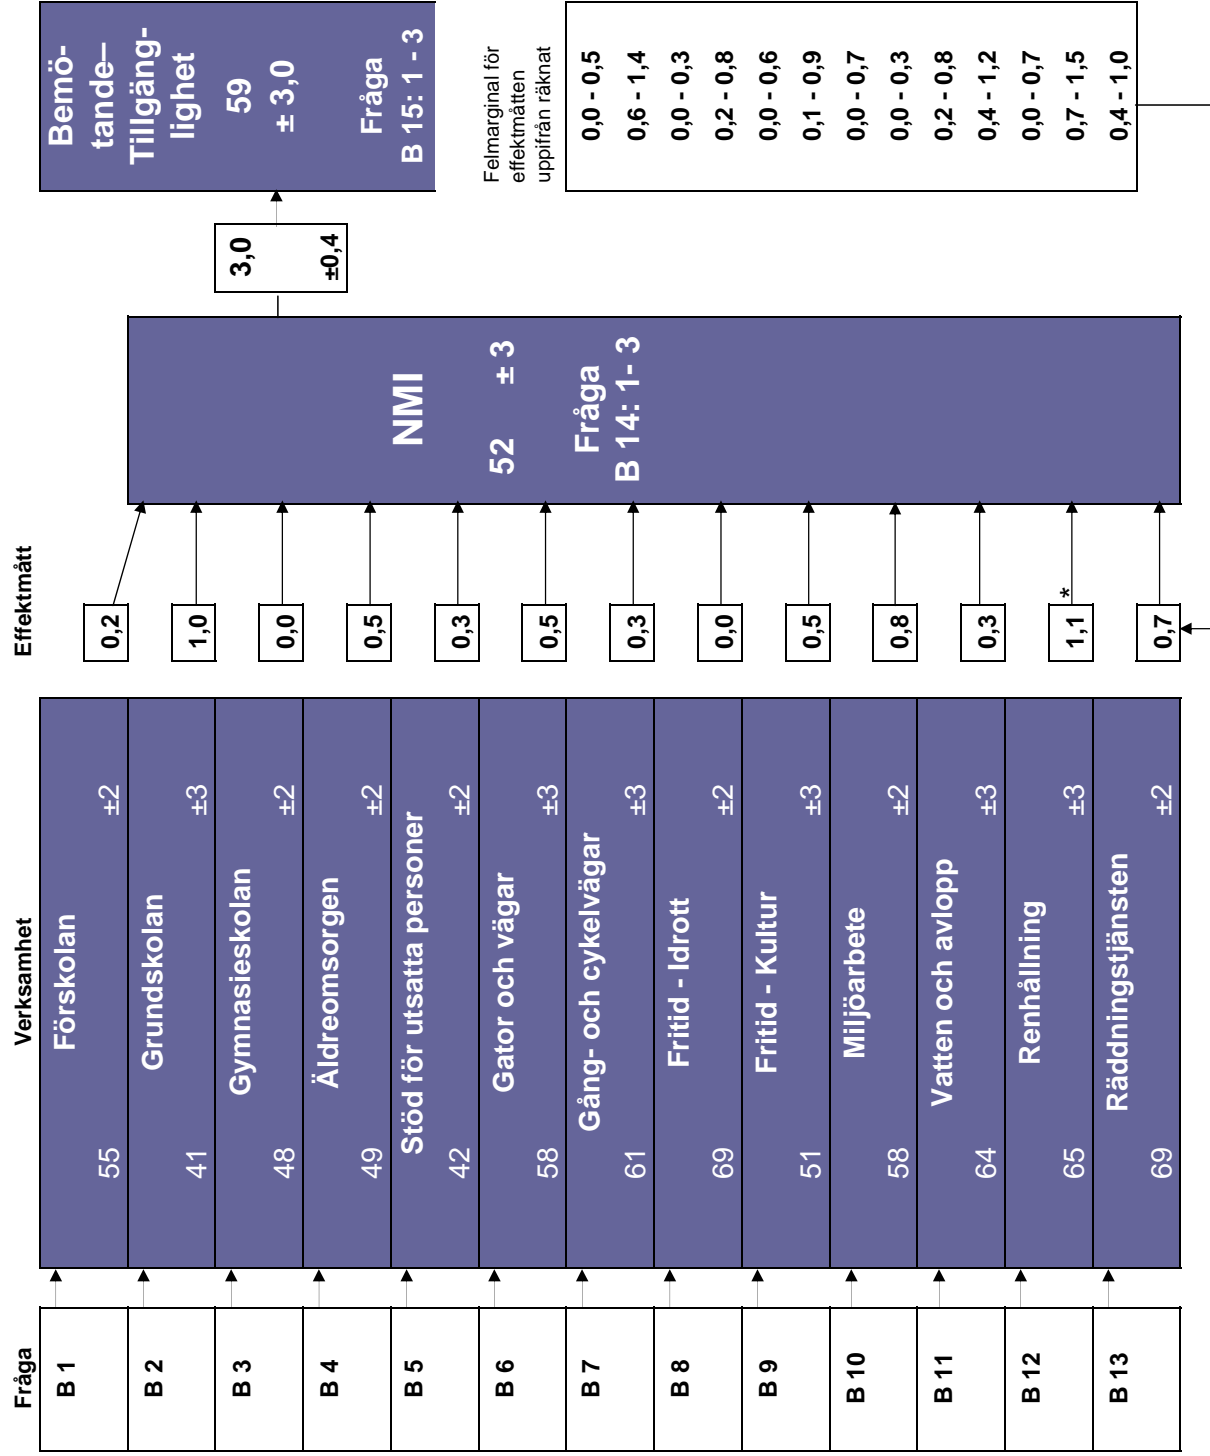 Fråga
Verksamhet
Effektmått
B 1
Förskolan
55 ±2
0,2
B 2
Grundskolan
41 ±3
1,0
B 3
Gymnasieskolan
48 ±2
0,0
B 4
Äldreomsorgen
49 ±2
0,5
B 5
Stöd för utsatta personer
42 ±2
0,3
B 6
Gator och vägar
58 ±3
0,5
B 7
Gång- och cykelvägar
61 ±3
0,3
B 8
Fritid - Idrott
69 ±2
0,0
B 9
Fritid - Kultur
51 ±3
0,5
B 10
Miljöarbete
58 ±2
0,8
B 11
Vatten och avlopp
64 ±3
0,3
B 12
Renhållning
65 ±3
1,1 *
B 13
Räddningstjänsten
69 ±2
0,7
NMI
52 ± 3
Fråga
B 14: 1- 3
3,0
±0,4
Bemö-
tande–
Tillgäng-
lighet
59
± 3,0
Fråga
B 15: 1 - 3
Felmarginal för
effektmåtten
uppifrån räknat
0,0 - 0,5
0,6 - 1,4
0,0 - 0,3
0,2 - 0,8
0,0 - 0,6
0,1 - 0,9
0,0 - 0,7
0,0 - 0,3
0,2 - 0,8
0,4 - 1,2
0,0 - 0,7
0,7 - 1,5
0,4 - 1,0